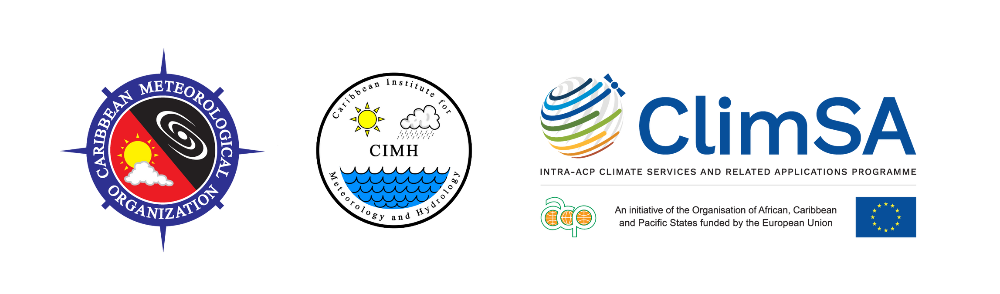 CARIBBEAN METEOROLOGICAL
ORGANIZATION
Caribbean Institute for
CIMH
Meteorology and Hydrology
ClimSA
INTRA-ACP CLIMATE SERVICES AND RELATED APPLICATIONS PROGRAMME
acp
An initiative of the Organisation of African, Caribbean
and Pacific States funded by the European Union